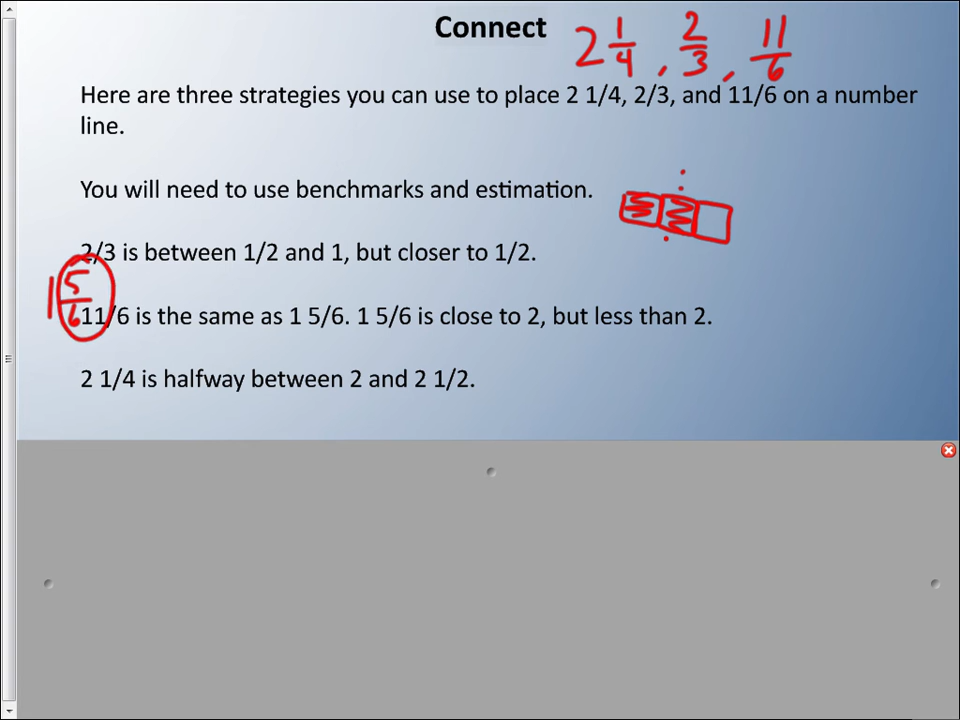 Connect
2 1/4, 2/3, 11/6
Here are three strategies you can use to place 2 1/4, 2/3, and 11/6 on a number
line.
You will need to use benchmarks and estimation.
2/3 is between 1/2 and 1, but closer to 1/2.
1 5/6
11/6 is the same as 1 5/6. 1 5/6 is close to 2, but less than 2.
2 1/4 is halfway between 2 and 2 1/2.